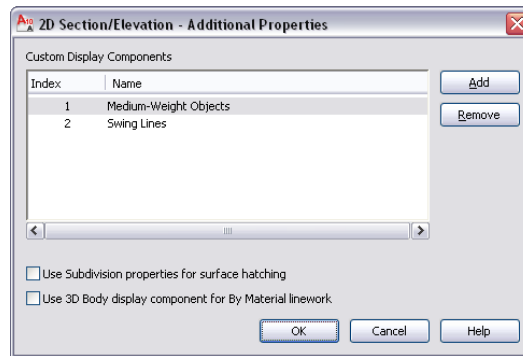 2D Section/Elevation - Additional Properties
Custom Display Components
Index Name
1 Medium-Weight Objects
2 Swing Lines
Add
Remove
Use Subdivision properties for surface hatching
Use 3D Body display component for By Material linework
OK Cancel Help